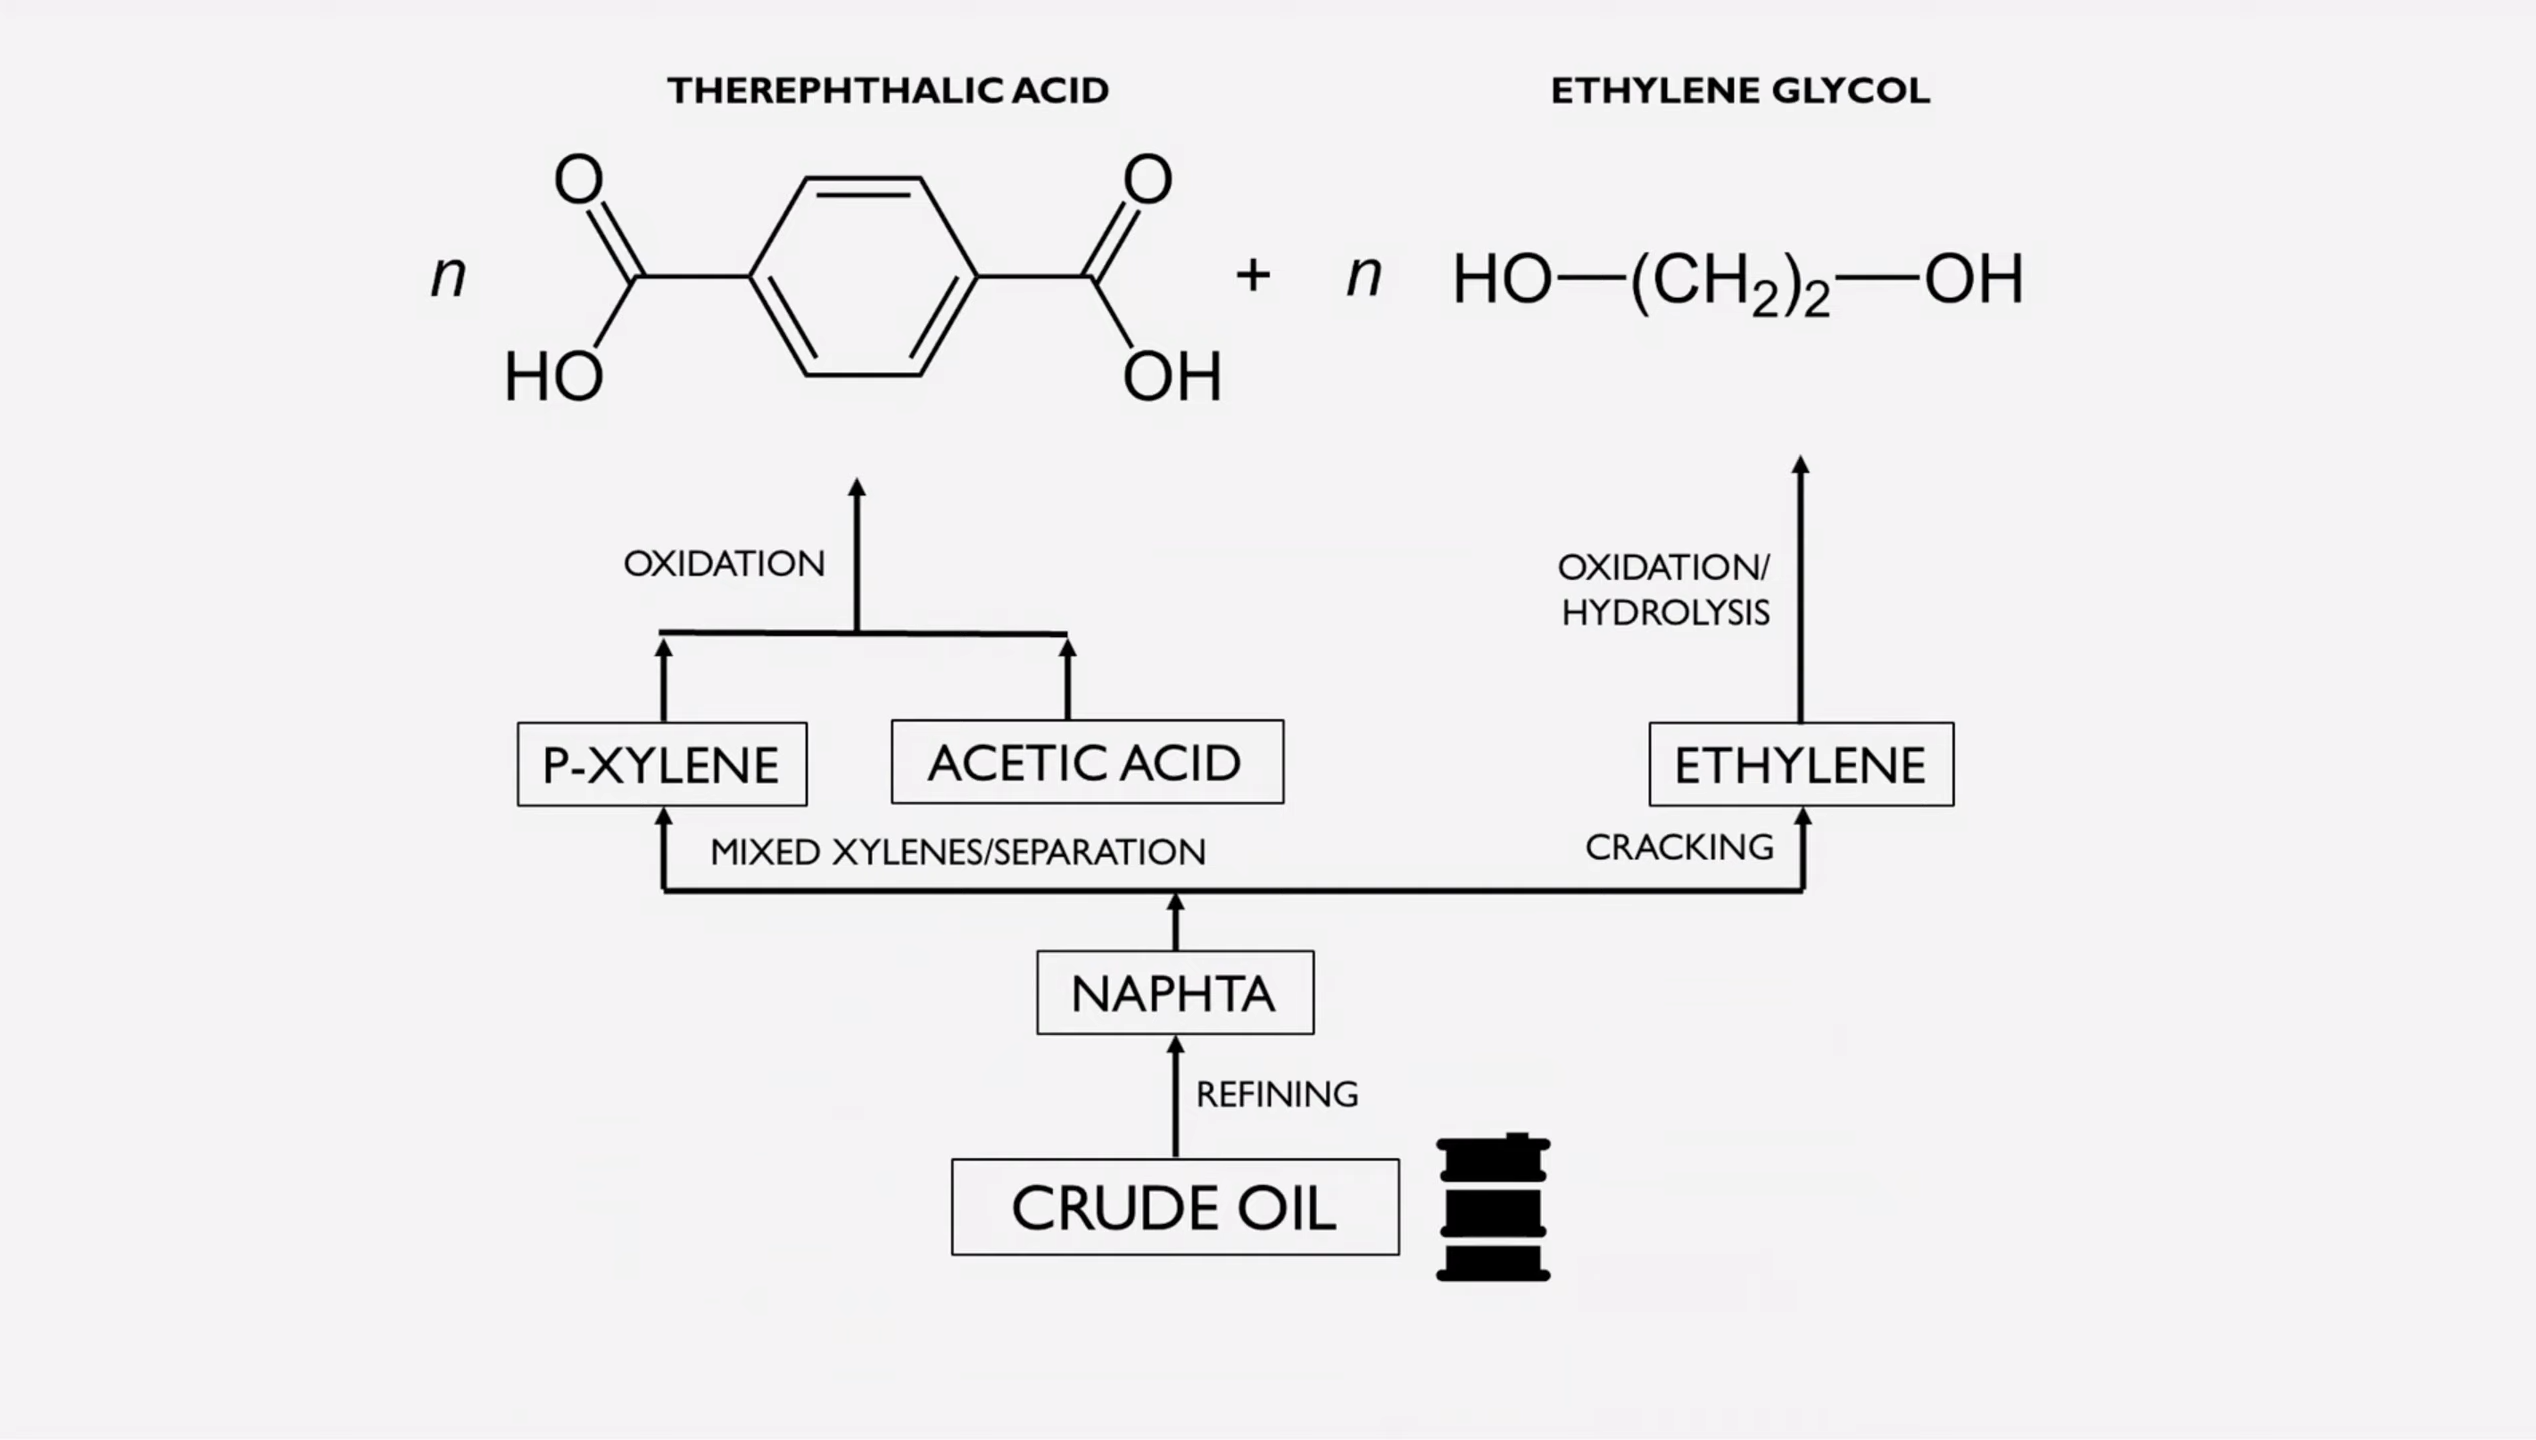 THEREPHTHALIC ACID
ETHYLENE GLYCOL
O
O
n
+
n
HO—(CH2)2—OH
HO
OH
OXIDATION
OXIDATION/
HYDROLYSIS
P-XYLENE
ACETIC ACID
ETHYLENE
MIXED XYLENES/SEPARATION
CRACKING
NAPHTA
REFINING
CRUDE OIL